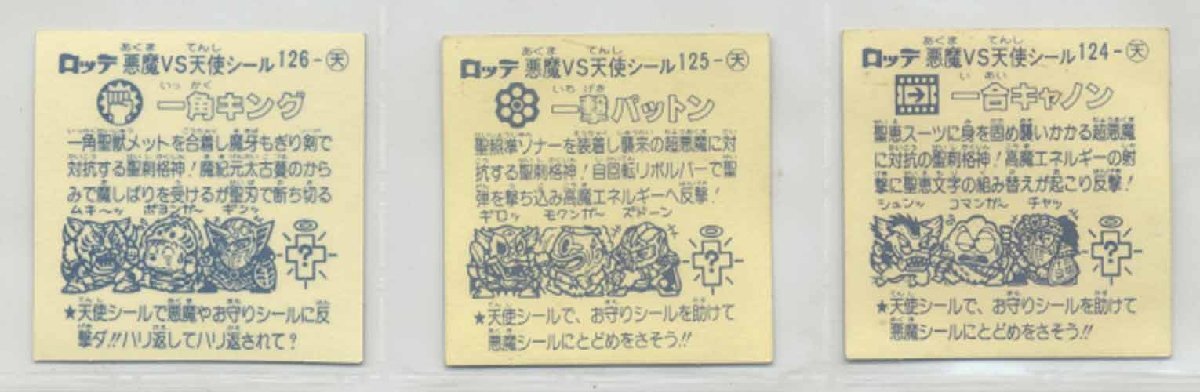 ロッテ 悪魔VS天使シール 126-天
一角キング
一角聖獣メットを合着し魔牙もぎり剣で
対抗する聖剣格神!魔紀元太古聾のから
みで魔しばりを受けるが聖刃で断ち切る
ムキ〜ッ ボヨンガ〜 ギンッ
?
★天使シールで悪魔やお守りシールに反
撃ダ!!ハリ返してハリ返されて?
ロッテ 悪魔VS天使シール 125-天
一撃パットン
聖照準ソナーを装着し襲来の超悪魔に対
抗する聖剣格神!自回転リボルバーで聖
弾を撃ち込み高魔エネルギーへ反撃!
ギロッ モクンガ〜 ズドーン
?
★天使シールで、お守りシールを助けて
悪魔シールにとどめをさそう!!
ロッテ 悪魔VS天使シール 124-天
一合キャノン
聖恵スーツに身を固め襲いかかる超悪魔
に対抗の聖剣格神!高魔エネルギーの射
撃に聖恵文字の組み替えが起こり反撃!
シュンッ コマンガ〜 チャッ
?
★天使シールで、お守りシールを助けて
悪魔シールにとどめをさそう!!